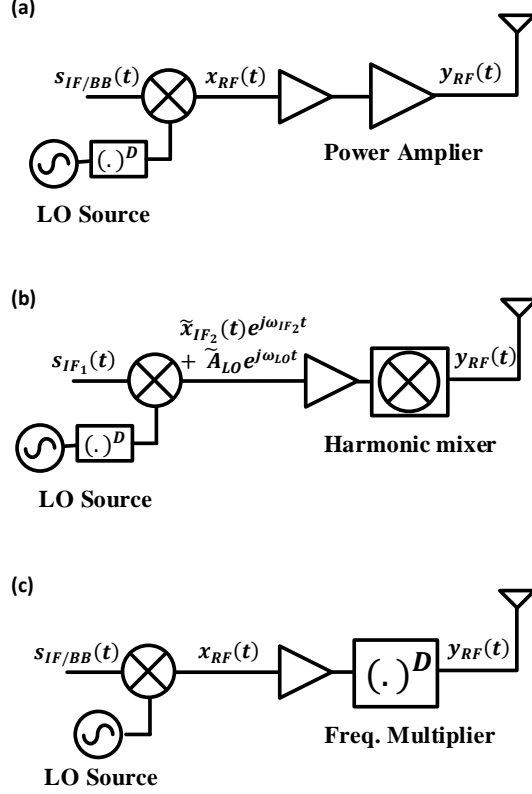 (a)
s_{IF/BB}(t) x_{RF}(t) y_{RF}(t)
(.)^D
Power Amplier
LO Source
(b)
x̃_{IF_2}(t)e^{jω_{IF_2}t}
s_{IF_1}(t) + Ã_{LO}e^{jω_{LO}t} y_{RF}(t)
(.)^D
Harmonic mixer
LO Source
(c)
s_{IF/BB}(t) x_{RF}(t) (.)^D y_{RF}(t)
Freq. Multiplier
LO Source